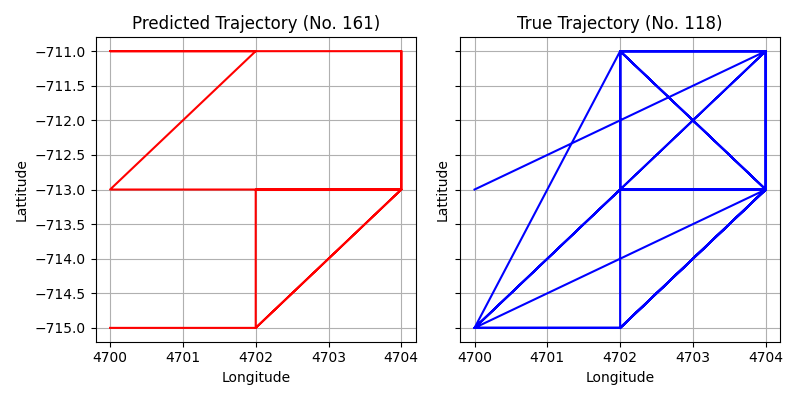 Predicted Trajectory (No. 161)
True Trajectory (No. 118)
−711.0
−711.5
−712.0
−712.5
−713.0
−713.5
−714.0
−714.5
−715.0
Lattitude
Lattitude
4700 4701 4702 4703 4704
4700 4701 4702 4703 4704
Longitude
Longitude